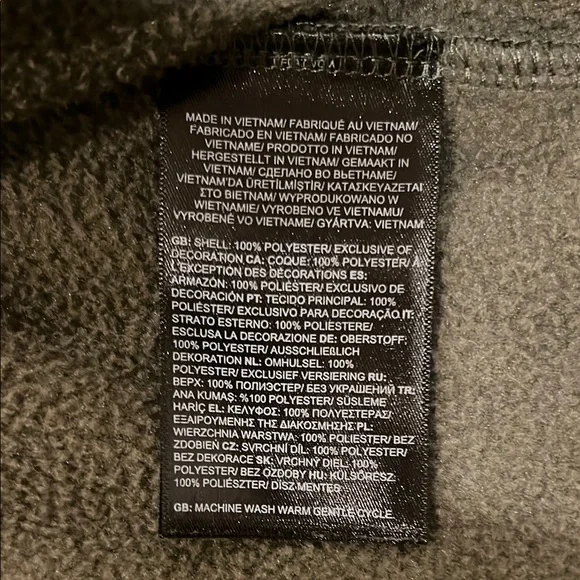 MADE IN VIETNAM/ FABRIQUÉ AU VIETNAM/
FABRICADO EN VIETNAM/ FABRICADO NO
VIETNAME/ PRODOTTO IN VIETNAM/
HERGESTELLT IN VIETNAM/ GEMAAKT IN
VIETNAM/ СДЕЛАНО ВО ВЬЕТНАМЕ/
VİETNAM'DA ÜRETİLMİŞTİR/ ΚΑΤΑΣΚΕΥΑΖΕΤΑΙ
ΣΤΟ ΒΙΕΤΝΑΜ/ WYPRODUKOWANO W
WIETNAMIE/ VYROBENO VE VIETNAMU/
VYROBENÉ VO VIETNAME/ GYÁRTVA: VIETNAM
GB: SHELL: 100% POLYESTER/ EXCLUSIVE OF
DECORATION CA: COQUE: 100% POLYESTER/ À
L'EXCEPTION DES DÉCORATIONS ES:
ARMAZÓN: 100% POLIÉSTER/ EXCLUSIVO DE
DECORACIÓN PT: TECIDO PRINCIPAL: 100%
POLIÉSTER/ EXCLUSIVO PARA DECORAÇÃO IT:
STRATO ESTERNO: 100% POLIESTERE/
ESCLUSA LA DECORAZIONE DE: OBERSTOFF:
100% POLYESTER/ AUSSCHLIEßLICH
DEKORATION NL: OMHULSEL: 100%
POLYESTER/ EXCLUSIEF VERSIERING RU:
ВЕРХ: 100% ПОЛИЭСТЕР/ БЕЗ УКРАШЕНИЙ TR:
ANA KUMAŞ: %100 POLYESTER/ SÜSLEME
HARİÇ EL: ΚΕΛΥΦΟΣ: 100% ΠΟΛΥΕΣΤΕΡΑΣ/
ΕΞΑΙΡΟΥΜΕΝΗΣ ΤΗΣ ΔΙΑΚΟΣΜΗΣΗΣ PL:
WIERZCHNIA WARSTWA: 100% POLIESTER/ BEZ
ZDOBIEŃ CZ: SVRCHNÍ DÍL: 100% POLYESTER/
BEZ DEKORACE SK: VRCHNÝ DIEL: 100%
POLYESTER/ BEZ OZDOBY HU: KÜLSŐRÉSZ:
100% POLIÉSZTER/ DÍSZ MENTES
GB: MACHINE WASH WARM GENTLE CYCLE.